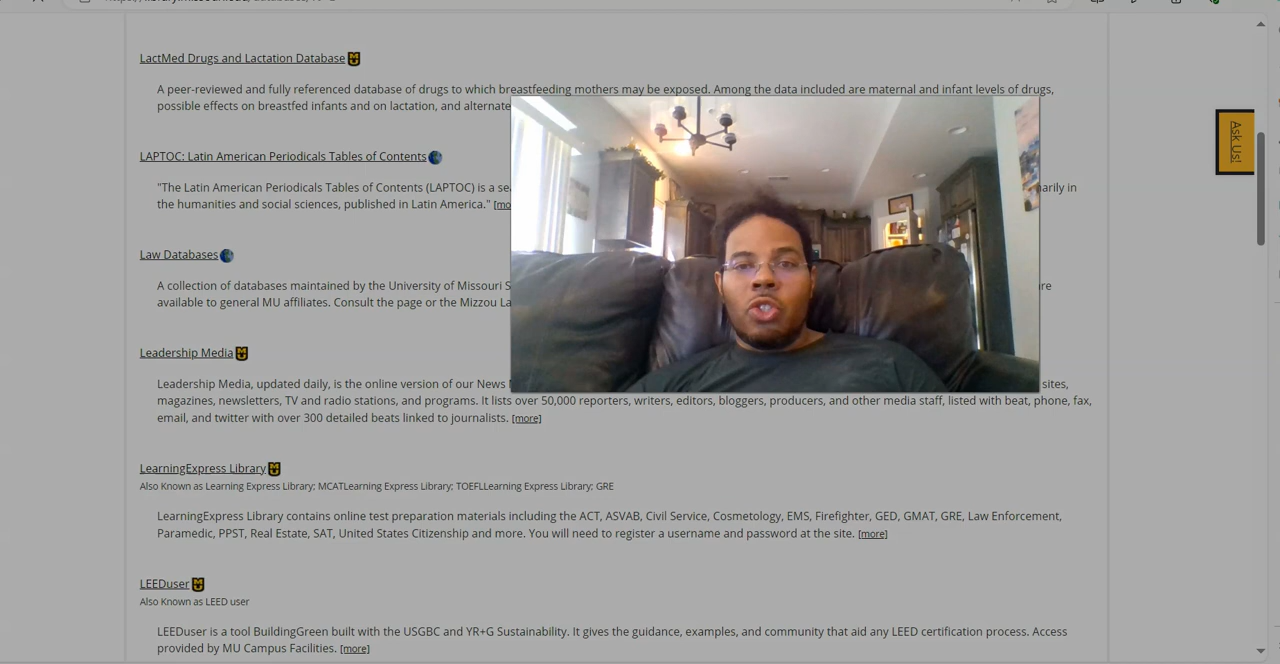 LactMed Drugs and Lactation Database
A peer-reviewed and fully referenced database of drugs to which breastfeeding mothers may be exposed. Among the data included are maternal and infant levels of drugs,
possible effects on breastfed infants and on lactation, and alternate
LAPTOC: Latin American Periodicals Tables of Contents
"The Latin American Periodicals Tables of Contents (LAPTOC) is a in
the humanities and social sciences, published in Latin America."
Law Databases
A collection of databases maintained by the University of Missouri
available to general MU affiliates. Consult the page or the Mizzou
Leadership Media
Leadership Media, updated daily, is the online version of our News sites,
magazines, newsletters, TV and radio stations, and programs. It lists over 50,000 reporters, writers, editors, bloggers, producers, and other media staff, listed with beat, phone, fax,
email, and twitter with over 300 detailed beats linked to journalists. [more]
LearningExpress Library
Also Known as Learning Express Library; MCATLearning Express Library; TOEFLLearning Express Library; GRE
LearningExpress Library contains online test preparation materials including the ACT, ASVAB, Civil Service, Cosmetology, EMS, Firefighter, GED, GMAT, GRE, Law Enforcement,
Paramedic, PPST, Real Estate, SAT, United States Citizenship and more. You will need to register a username and password at the site. [more]
LEEDuser
Also Known as LEED user
LEEDuser is a tool BuildingGreen built with the USGBC and YR+G Sustainability. It gives the guidance, examples, and community that aid any LEED certification process. Access
provided by MU Campus Facilities. [more]
Ask Us!